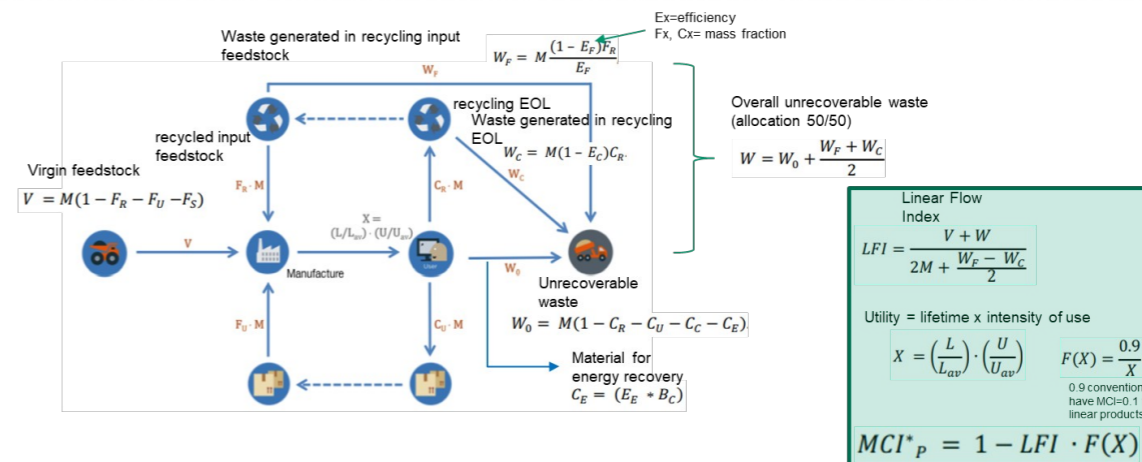 Ex=efficiency
Fx, Cx= mass fraction
Waste generated in recycling input
feedstock
W_F = M (1 − E_F)F_R / E_F
W_F
recycling EOL
Waste generated in recycling
EOL
W_C = M(1 − E_C)C_R.
W_C
recycled input
feedstock
Overall unrecoverable waste
(allocation 50/50)
W = W_0 + (W_F + W_C) / 2
Virgin feedstock
V = M(1 − F_R − F_U − F_S)
F_R · M
C_R · M
X =
(L/L_av) · (U/U_av)
V
Manufacture
User
W_0
Unrecoverable
waste
W_0 = M(1 − C_R − C_U − C_C − C_E).
F_U · M
C_U · M
Material for
energy recovery
C_E = (E_E * B_C)
Linear Flow
Index
LFI = (V + W) / (2M + (W_F − W_C) / 2)
Utility = lifetime x intensity of use
X = (L / L_av) · (U / U_av)
F(X) = 0.9 / X
0.9 convention
have MCI=0.1
linear products
MCI*_P = 1 − LFI · F(X)